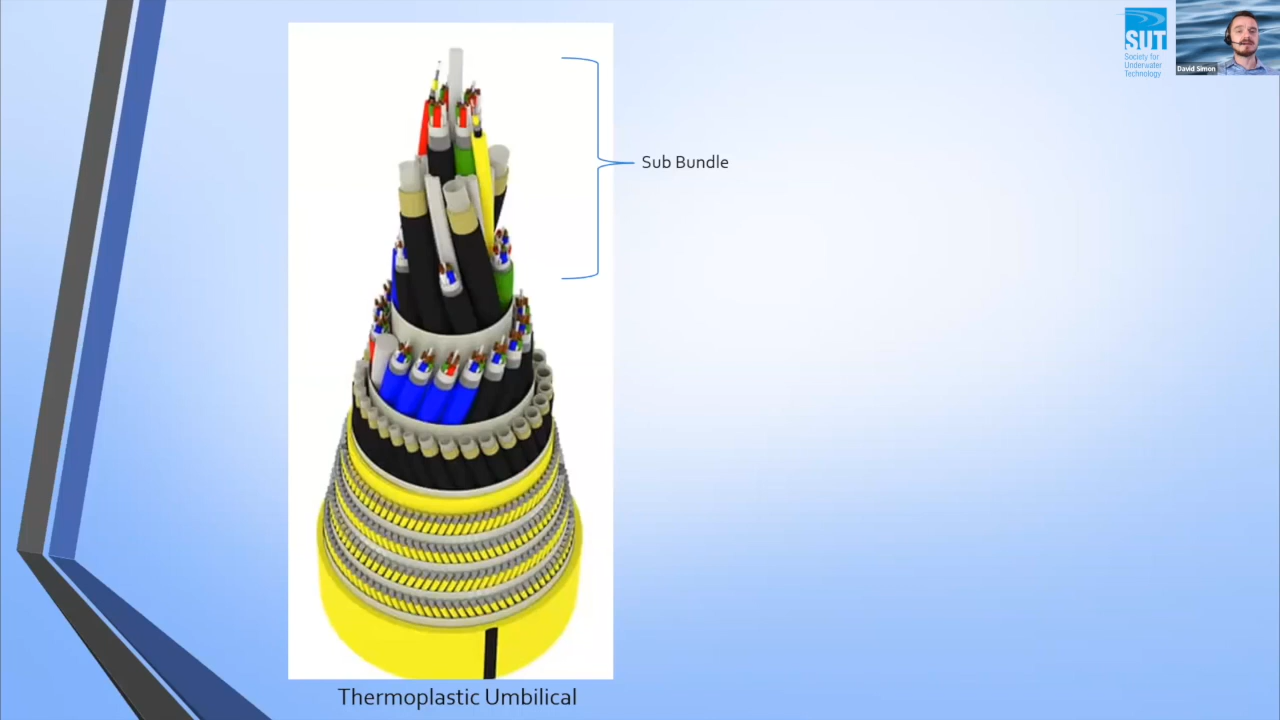 SUT
Society for
Underwater
Technology
David Simon
Sub Bundle
Thermoplastic Umbilical